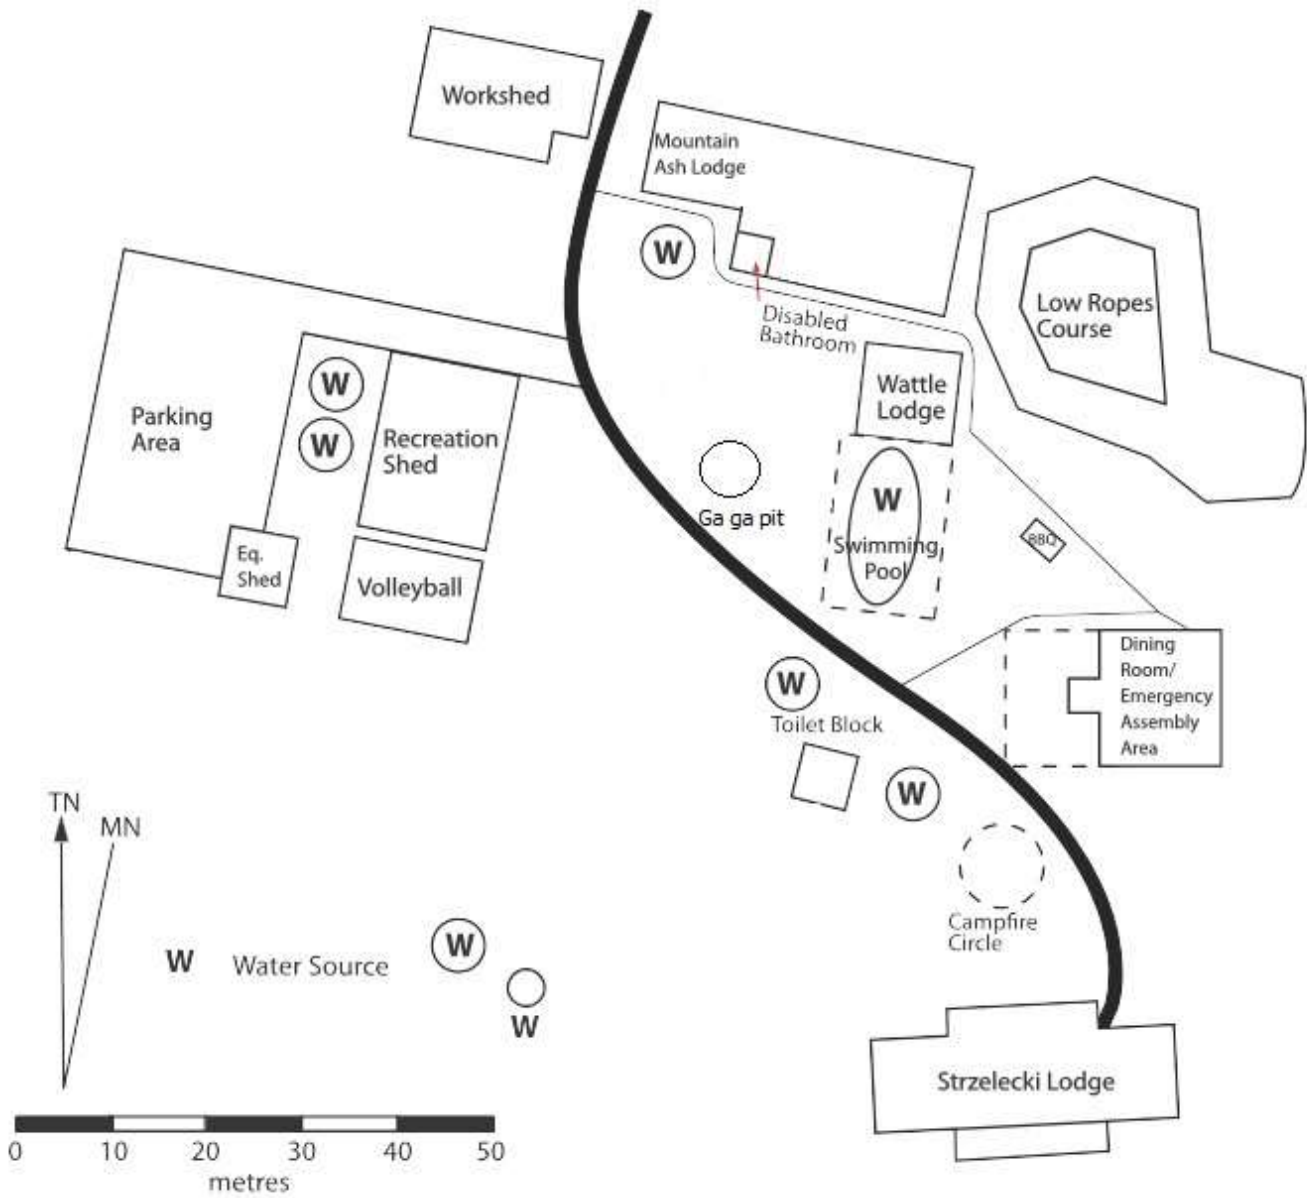 Workshed
Mountain
Ash Lodge
W
Disabled
Bathroom
Low Ropes
Course
W
W
Parking
Area
Recreation
Shed
Wattle
Lodge
Ga ga pit
W
Swimming
Pool
BBQ
Eq.
Shed
Volleyball
W
Toilet Block
W
Dining
Room/
Emergency
Assembly
Area
Campfire
Circle
Strzelecki Lodge
TN
MN
W Water Source W
W
0 10 20 30 40 50
metres